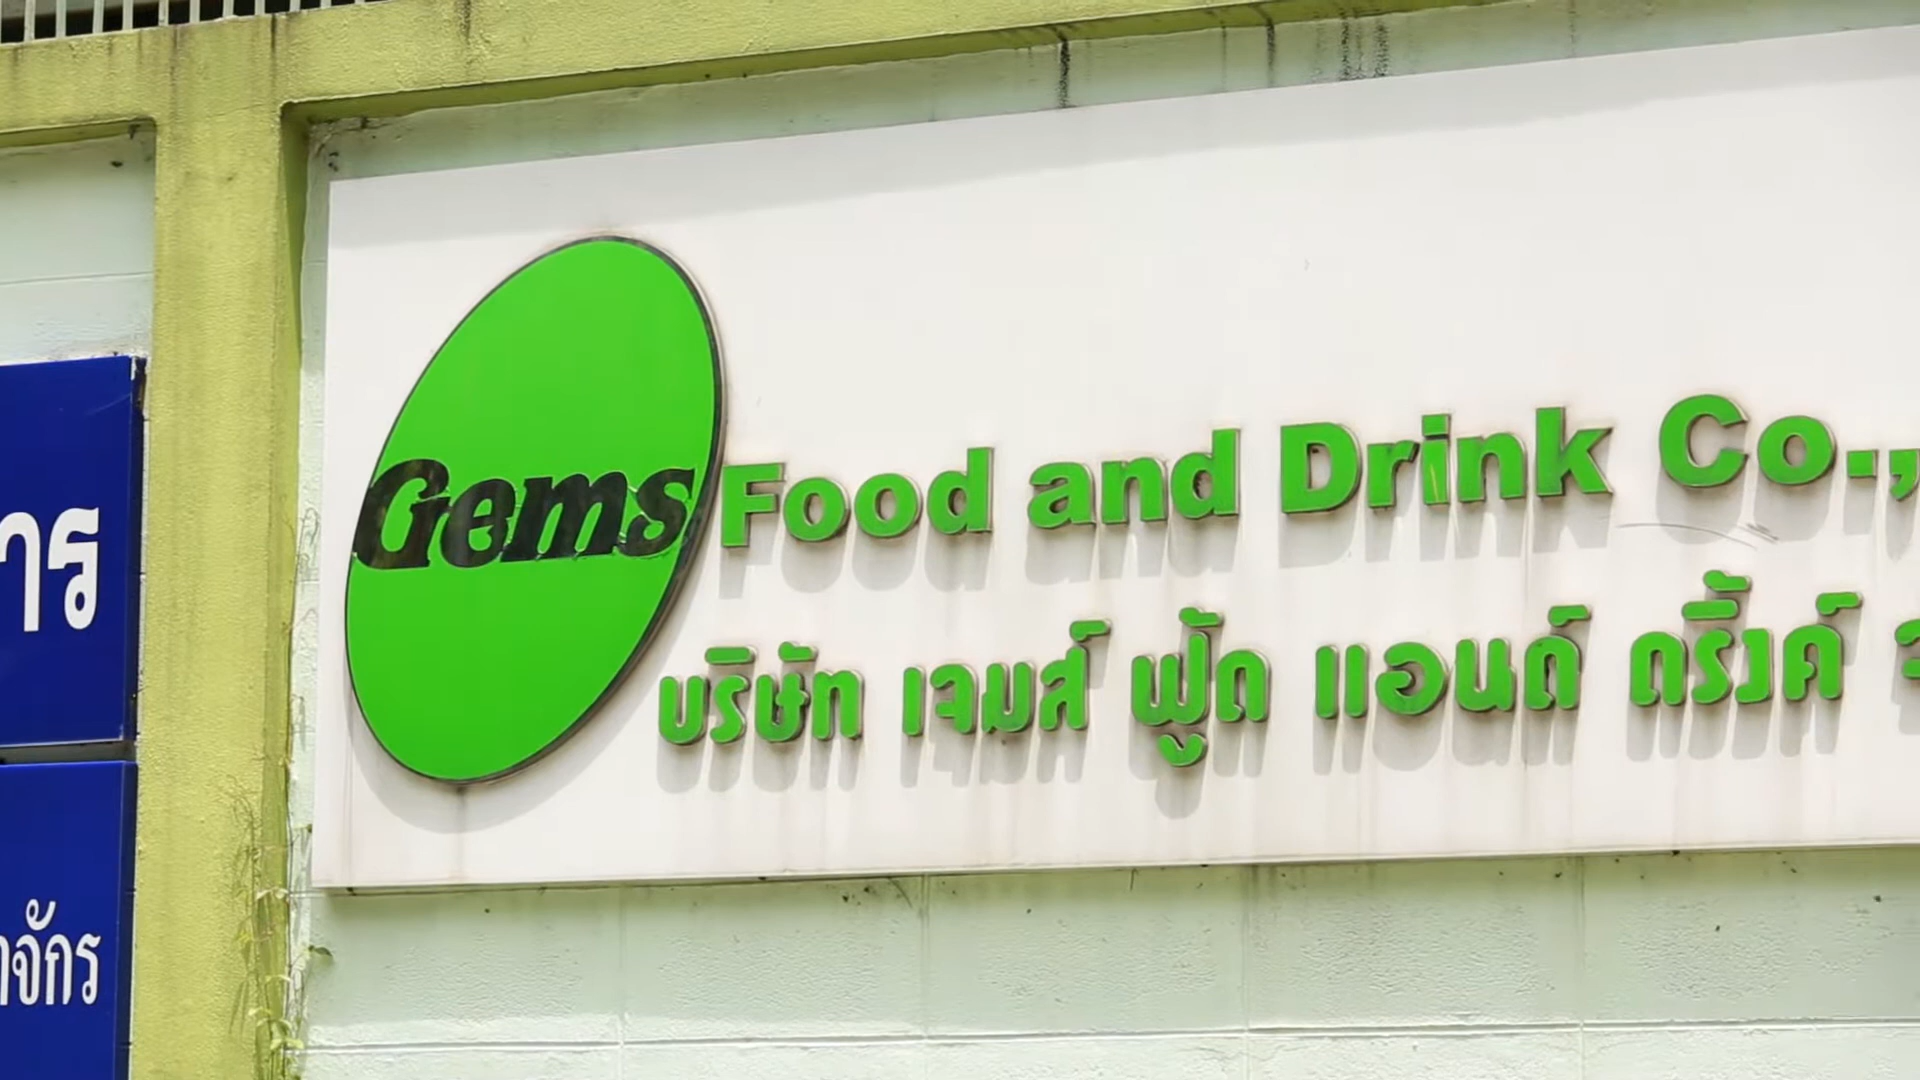 Gems Food and Drink Co.,
บริษัท เจมส์ ฟู้ด แอนด์ ดริ้งค์
าร
จักร